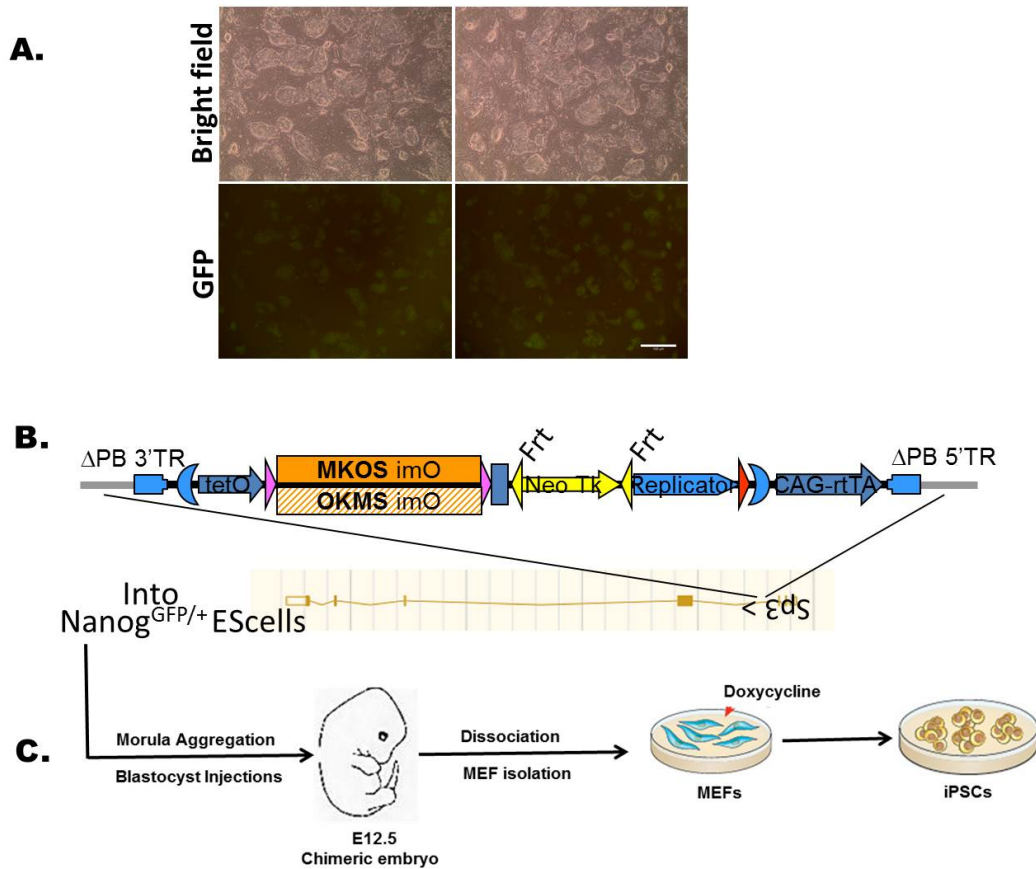 A.
Bright field
GFP
B.
ΔPB 3'TR
tetO
MKOS imO
OKMS imO
Frt
Neo Tk
Frt
Replicator
CAG-rtTA
ΔPB 5'TR
Into
Nanog^GFP/+ EScells
Sp3 >
C.
Morula Aggregation
Blastocyst Injections
E12.5
Chimeric embryo
Dissociation
MEF isolation
Doxycycline
MEFs
iPSCs